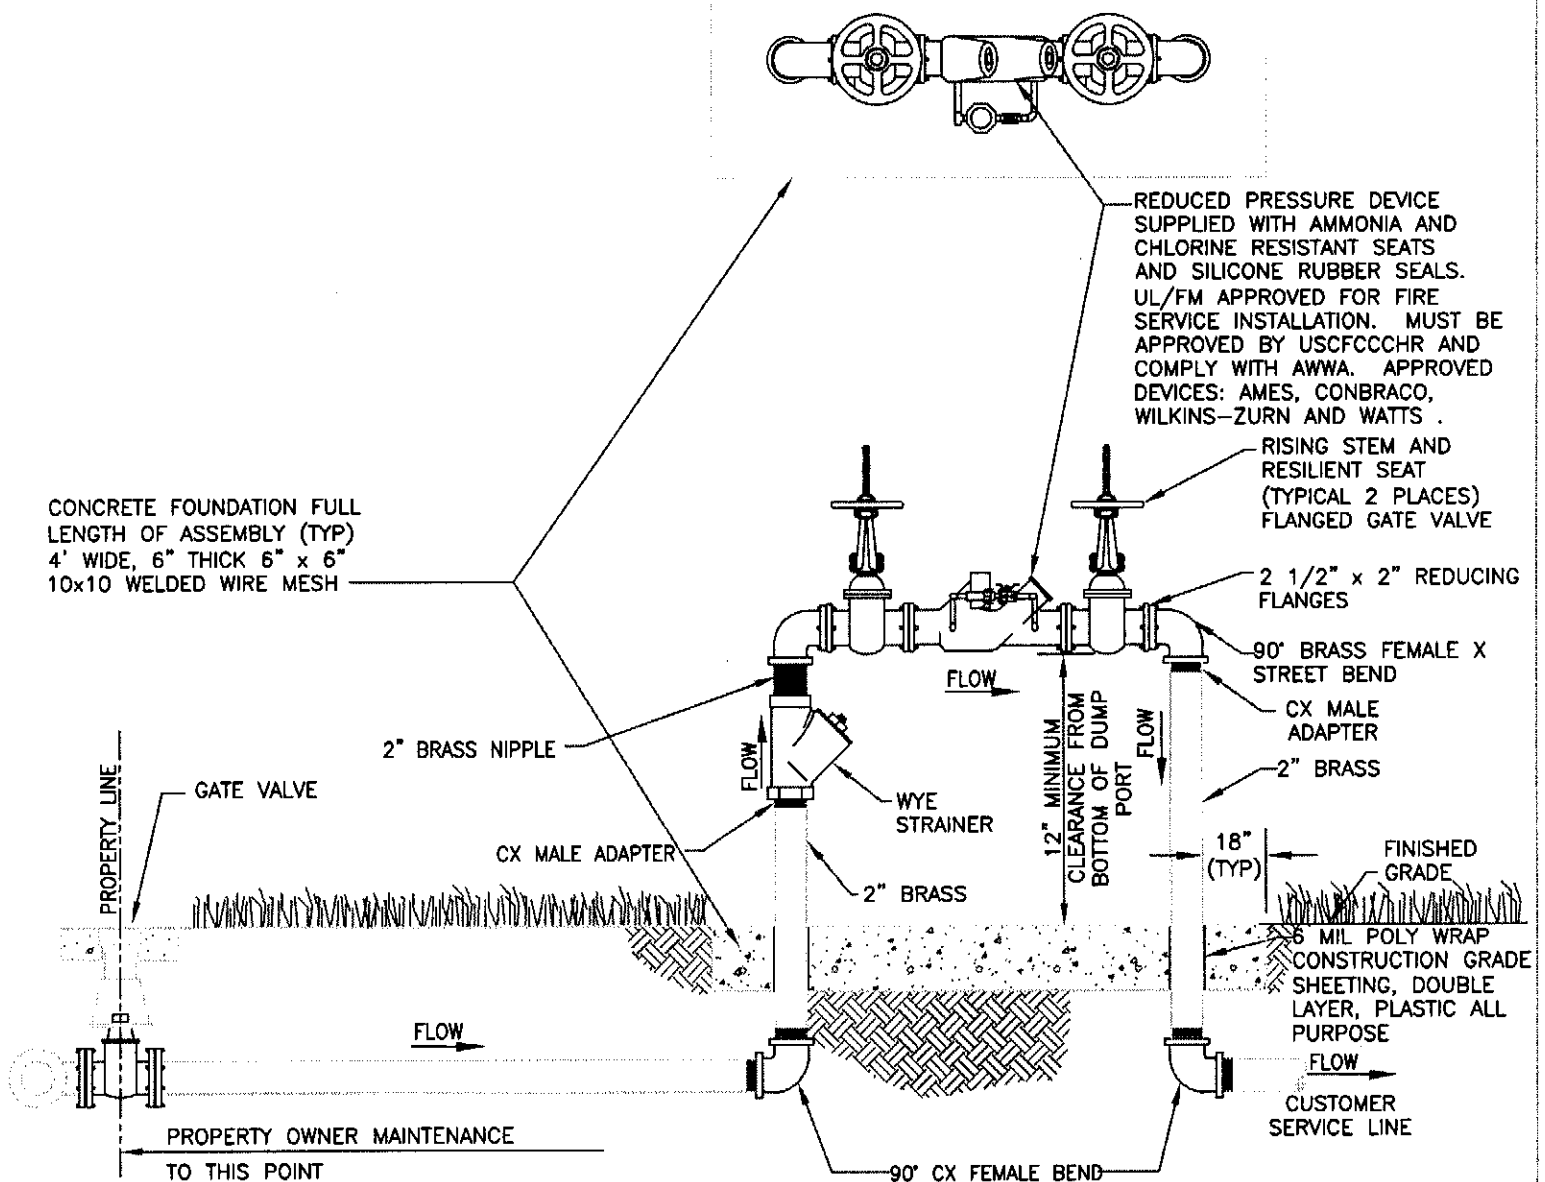 REDUCED PRESSURE DEVICE
SUPPLIED WITH AMMONIA AND
CHLORINE RESISTANT SEATS
AND SILICONE RUBBER SEALS.
UL/FM APPROVED FOR FIRE
SERVICE INSTALLATION. MUST BE
APPROVED BY USCFCCCHR AND
COMPLY WITH AWWA. APPROVED
DEVICES: AMES, CONBRACO,
WILKINS-ZURN AND WATTS .
RISING STEM AND
RESILIENT SEAT
(TYPICAL 2 PLACES)
FLANGED GATE VALVE
CONCRETE FOUNDATION FULL
LENGTH OF ASSEMBLY (TYP)
4' WIDE, 6" THICK 6" x 6"
10x10 WELDED WIRE MESH
2 1/2" x 2" REDUCING
FLANGES
90° BRASS FEMALE X
STREET BEND
FLOW
CX MALE
ADAPTER
2" BRASS NIPPLE
FLOW
12" MINIMUM
CLEARANCE FROM
BOTTOM OF DUMP
PORT
FLOW
2" BRASS
PROPERTY LINE
GATE VALVE
WYE
STRAINER
CX MALE ADAPTER
18"
(TYP)
FINISHED
GRADE
2" BRASS
6 MIL POLY WRAP
CONSTRUCTION GRADE
SHEETING, DOUBLE
LAYER, PLASTIC ALL
PURPOSE
FLOW
FLOW
CUSTOMER
SERVICE LINE
PROPERTY OWNER MAINTENANCE
TO THIS POINT
90° CX FEMALE BEND